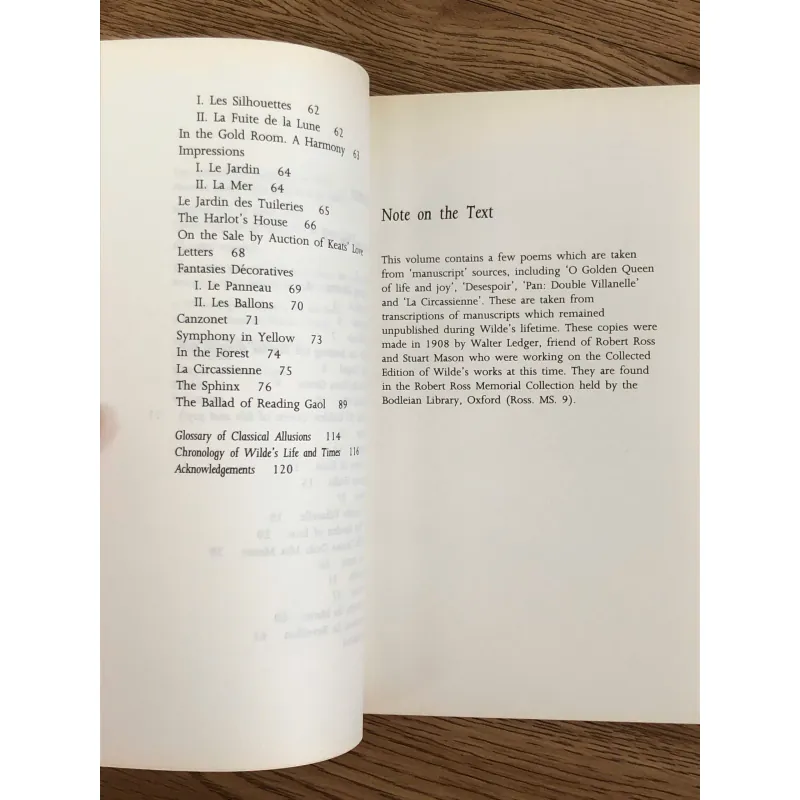 I. Les Silhouettes 62
II. La Fuite de la Lune 62
In the Gold Room. A Harmony 63
Impressions
I. Le Jardin 64
II. La Mer 64
Le Jardin des Tuileries 65
The Harlot's House 66
On the Sale by Auction of Keats' Love
Letters 68
Fantasies Décoratives
I. Le Panneau 69
II. Les Ballons 70
Canzonet 71
Symphony in Yellow 73
In the Forest 74
La Circassienne 75
The Sphinx 76
The Ballad of Reading Gaol 89
Glossary of Classical Allusions 114
Chronology of Wilde's Life and Times 116
Acknowledgements 120
Note on the Text
This volume contains a few poems which are taken
from 'manuscript' sources, including 'O Golden Queen
of life and joy', 'Desespoir', 'Pan: Double Villanelle'
and 'La Circassienne'. These are taken from
transcriptions of manuscripts which remained
unpublished during Wilde's lifetime. These copies were
made in 1908 by Walter Ledger, friend of Robert Ross
and Stuart Mason who were working on the Collected
Edition of Wilde's works at this time. They are found
in the Robert Ross Memorial Collection held by the
Bodleian Library, Oxford (Ross. MS. 9).